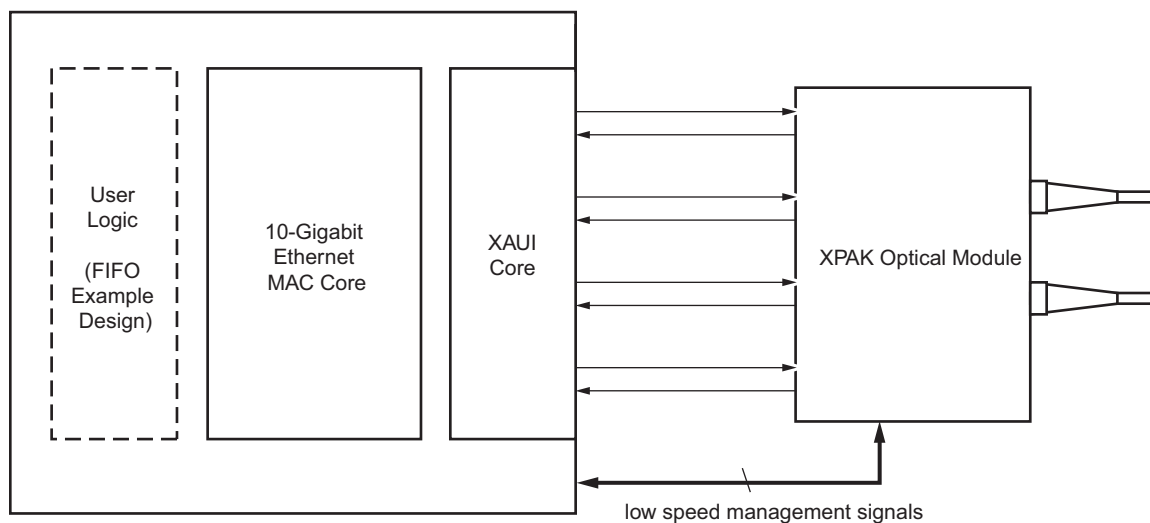 User
Logic
(FIFO
Example
Design)
10-Gigabit
Ethernet
MAC Core
XAUI
Core
XPAK Optical Module
low speed management signals